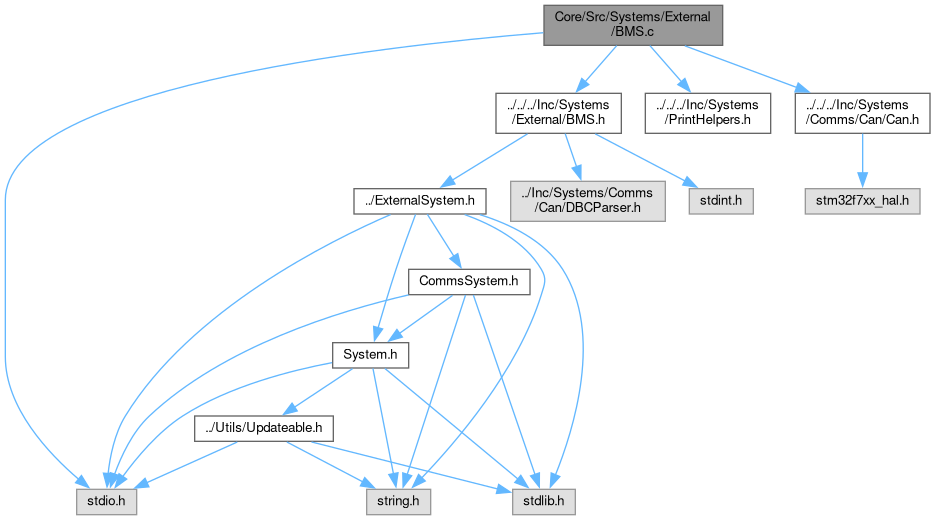 Core/Src/Systems/External
/BMS.c
../../../Inc/Systems
/External/BMS.h
../../../Inc/Systems
/PrintHelpers.h
../../../Inc/Systems
/Comms/Can/Can.h
../ExternalSystem.h
../Inc/Systems/Comms
/Can/DBCParser.h
stdint.h
stm32f7xx_hal.h
CommsSystem.h
System.h
../Utils/Updateable.h
stdio.h
string.h
stdlib.h